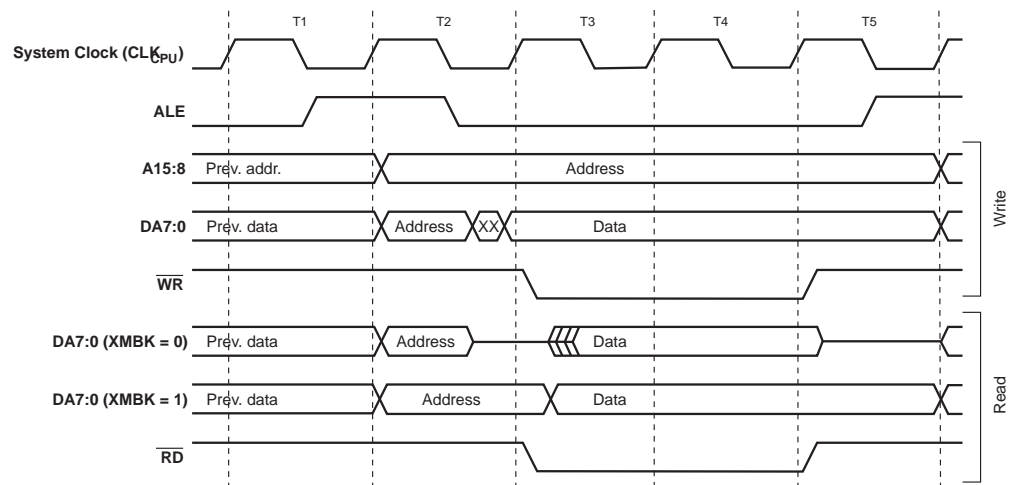 T1 T2 T3 T4 T5
System Clock (CLKCPU)
ALE
A15:8 Prev. addr. Address
DA7:0 Prev. data Address XX Data
WR
Write
DA7:0 (XMBK = 0) Prev. data Address Data
DA7:0 (XMBK = 1) Prev. data Address Data
RD
Read